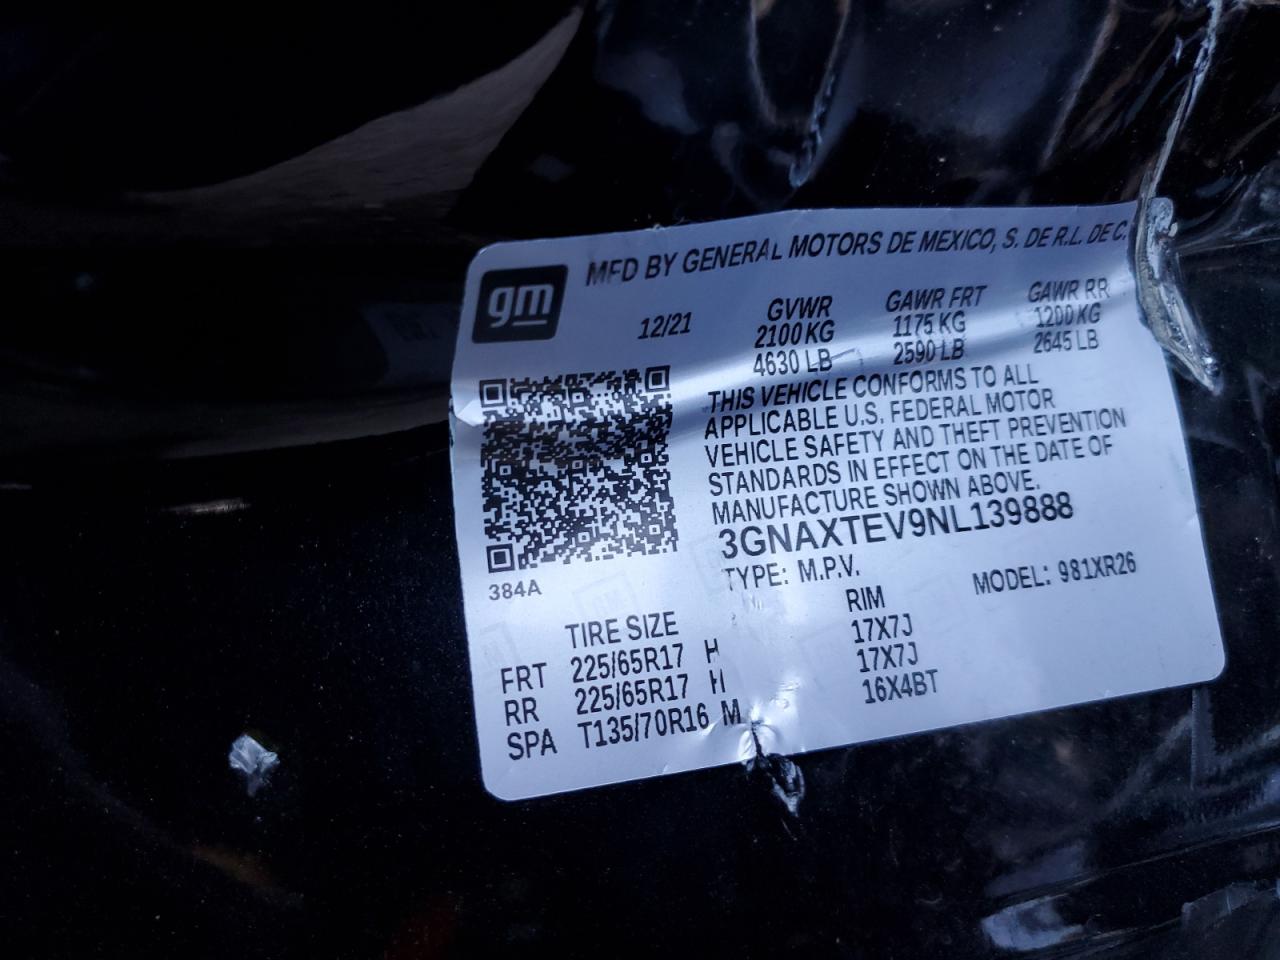 MFD BY GENERAL MOTORS DE MEXICO, S. DE R.L. DE C.
gm
12/21
GVWR GAWR FRT GAWR RR
2100 KG 1175 KG 1200 KG
4630 LB 2590 LB 2645 LB
THIS VEHICLE CONFORMS TO ALL
APPLICABLE U.S. FEDERAL MOTOR
VEHICLE SAFETY AND THEFT PREVENTION
STANDARDS IN EFFECT ON THE DATE OF
MANUFACTURE SHOWN ABOVE.
3GNAXTEV9NL139888
TYPE: M.P.V. MODEL: 981XR26
384A
TIRE SIZE RIM
FRT 225/65R17 H 17X7J
RR 225/65R17 H 17X7J
SPA T135/70R16 M 16X4BT